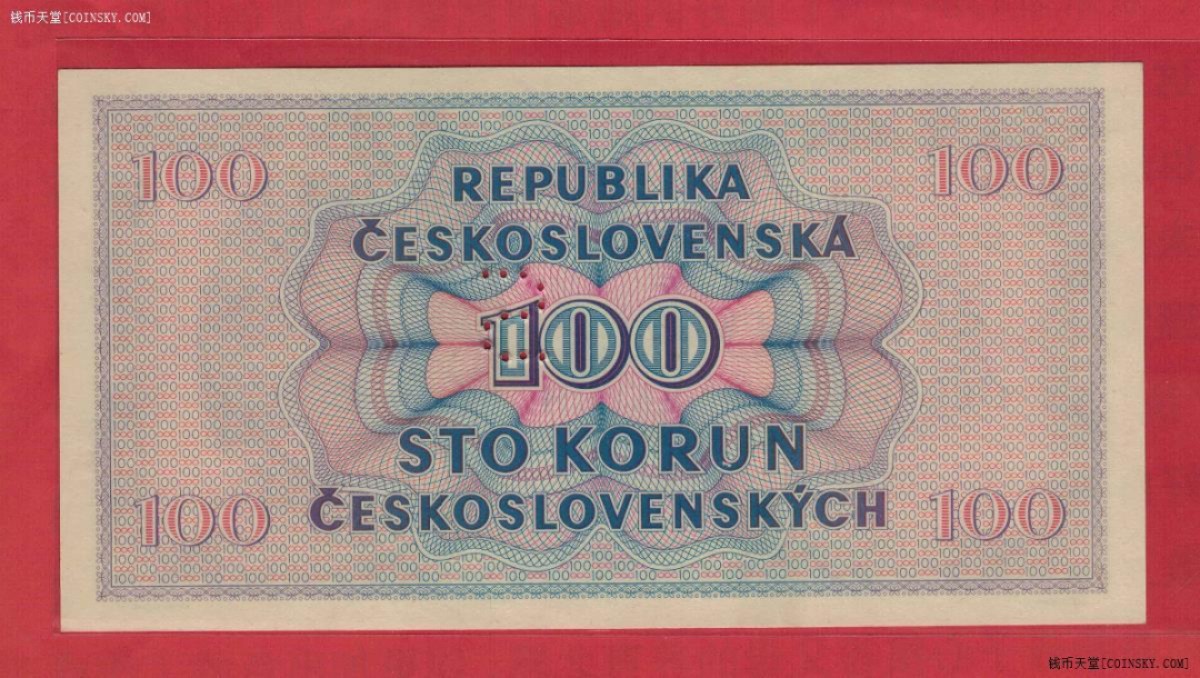 钱币天堂[COINSKY.COM]
100 100
REPUBLIKA
ČESKOSLOVENSKÁ
100
STO KORUN
ČESKOSLOVENSKÝCH
100 100
钱币天堂[COINSKY.COM]